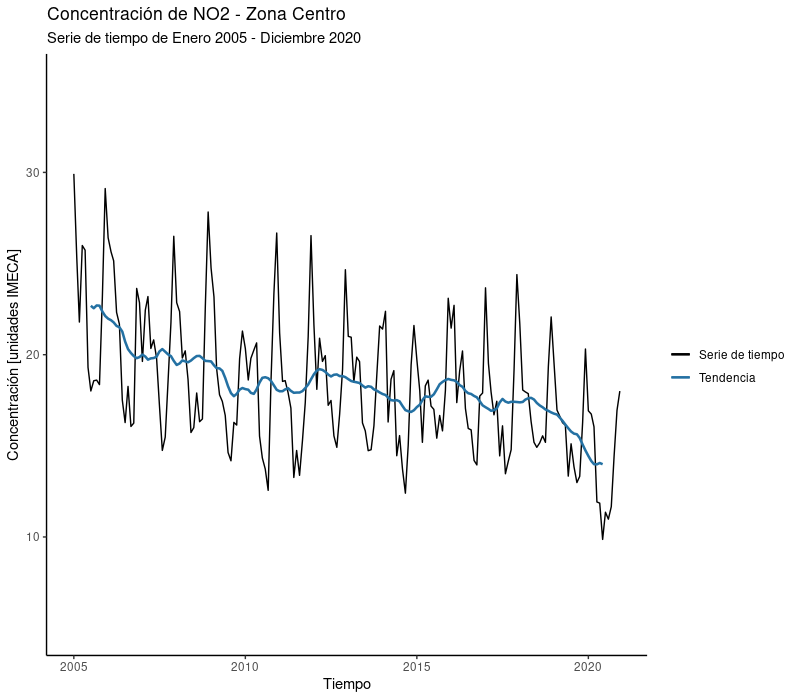 Concentración de NO2 - Zona Centro
Serie de tiempo de Enero 2005 - Diciembre 2020
Concentración [unidades IMECA]
30
20
10
2005
2010
2015
2020
Tiempo
Serie de tiempo
Tendencia